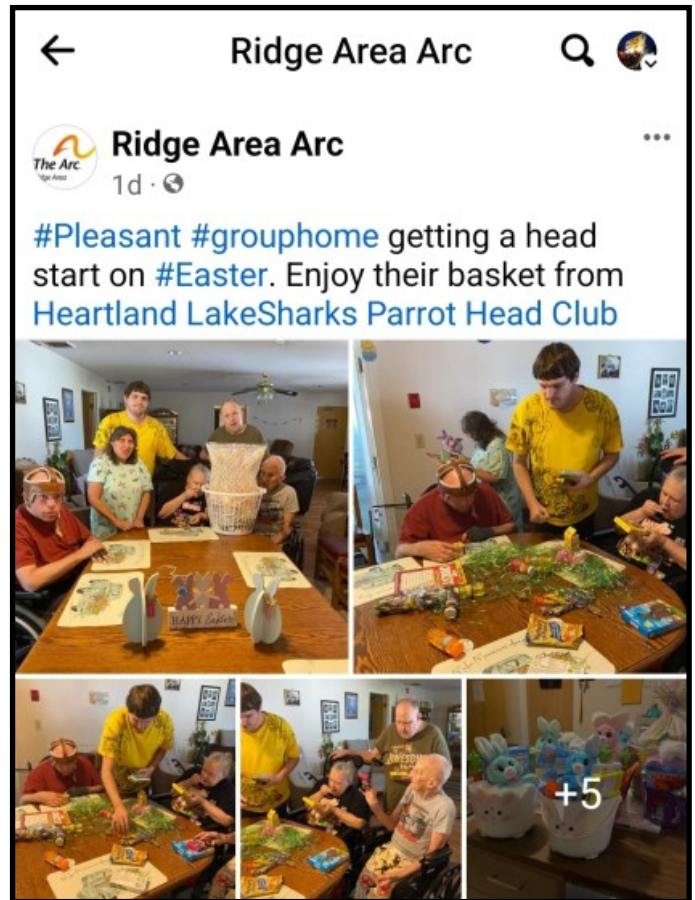 Ridge Area Arc
The Arc
Ridge Area Arc
1d
#Pleasant #grouphome getting a head
start on #Easter. Enjoy their basket from
Heartland LakeSharks Parrot Head Club
HAPPY Easter
AWESOME
+5